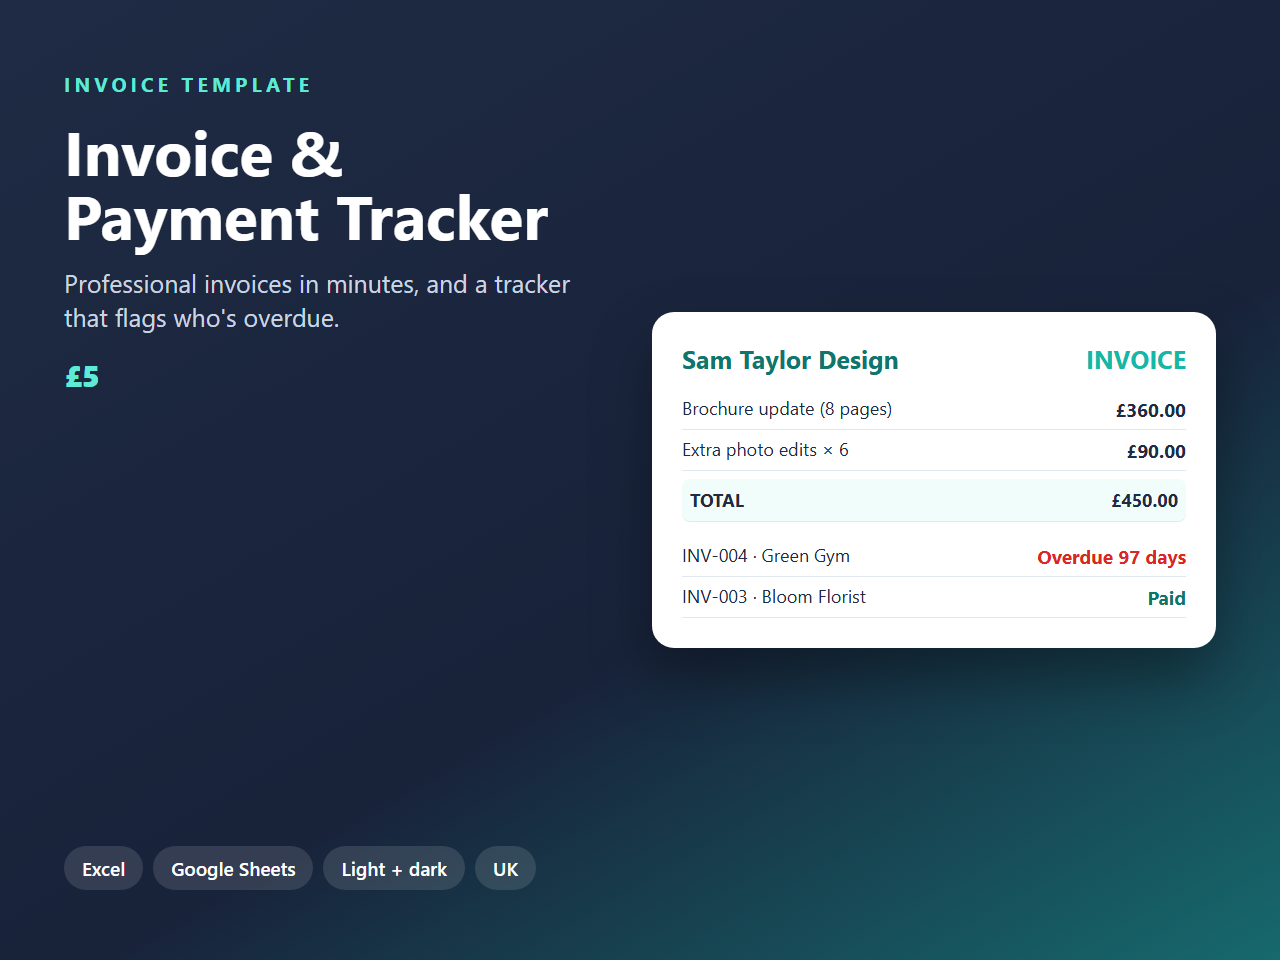 INVOICE TEMPLATE
Invoice &
Payment Tracker
Professional invoices in minutes, and a tracker
that flags who's overdue.
£5
Sam Taylor Design INVOICE
Brochure update (8 pages) £360.00
Extra photo edits × 6 £90.00
TOTAL £450.00
INV-004 · Green Gym Overdue 97 days
INV-003 · Bloom Florist Paid
Excel Google Sheets Light + dark UK